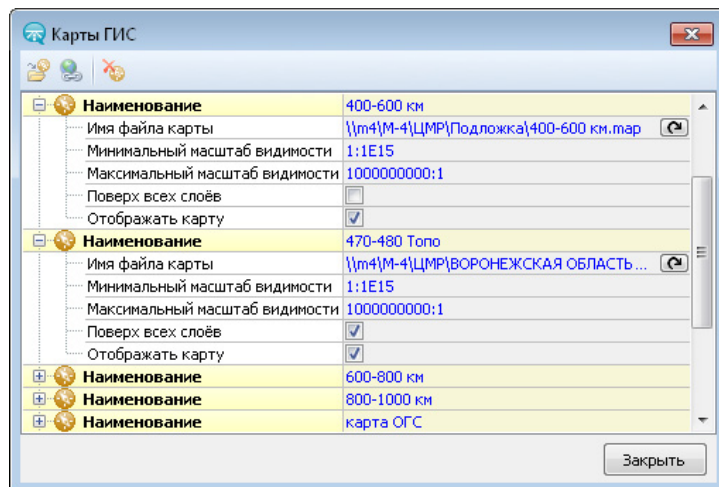 Карты ГИС
Наименование 400-600 км
Имя файла карты \\m4\М-4\ЦМР\Подложка\400-600 км.map
Минимальный масштаб видимости 1:1E15
Максимальный масштаб видимости 1000000000:1
Поверх всех слоёв
Отображать карту
Наименование 470-480 Топо
Имя файла карты \\m4\М-4\ЦМР\ВОРОНЕЖСКАЯ ОБЛАСТЬ ...
Минимальный масштаб видимости 1:1E15
Максимальный масштаб видимости 1000000000:1
Поверх всех слоёв
Отображать карту
Наименование 600-800 км
Наименование 800-1000 км
Наименование карта ОГС
Закрыть